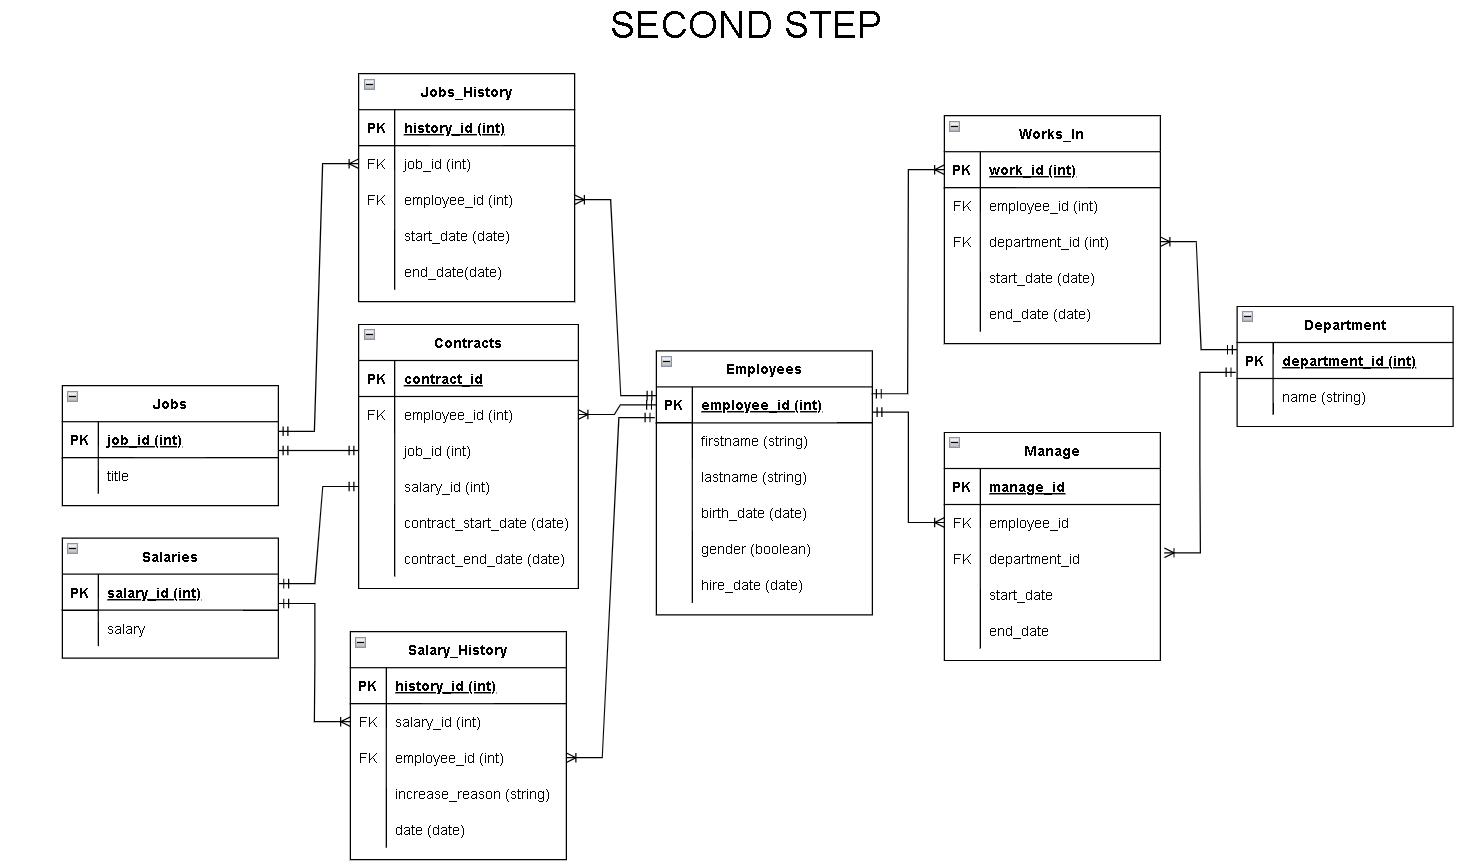 SECOND STEP
Jobs_History
PK history_id (int)
FK job_id (int)
FK employee_id (int)
start_date (date)
end_date(date)
Contracts
PK contract_id
FK employee_id (int)
job_id (int)
salary_id (int)
contract_start_date (date)
contract_end_date (date)
Jobs
PK job_id (int)
title
Salaries
PK salary_id (int)
salary
Salary_History
PK history_id (int)
FK salary_id (int)
FK employee_id (int)
increase_reason (string)
date (date)
Employees
PK employee_id (int)
firstname (string)
lastname (string)
birth_date (date)
gender (boolean)
hire_date (date)
Works_In
PK work_id (int)
FK employee_id (int)
FK department_id (int)
start_date (date)
end_date (date)
Manage
PK manage_id
FK employee_id
FK department_id
start_date
end_date
Department
PK department_id (int)
name (string)